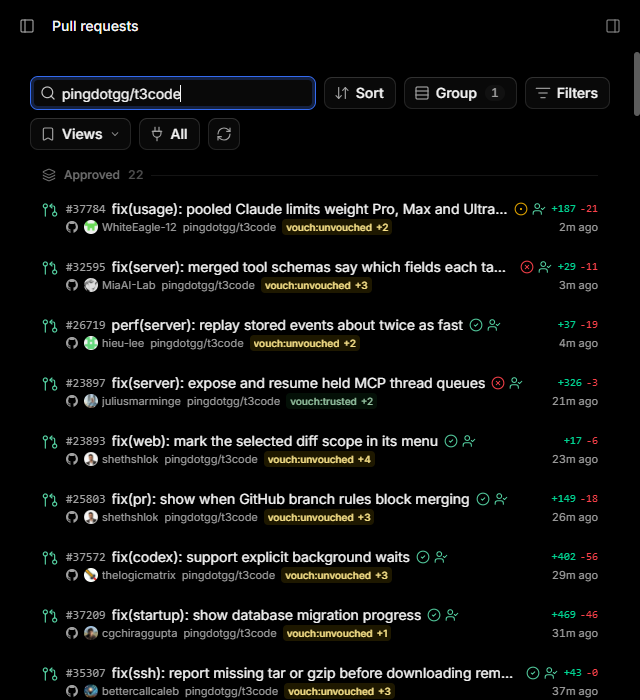 Pull requests
pingdotgg/t3code
Sort
Group 1
Filters
Views
All
Approved 22
#37784 fix(usage): pooled Claude limits weight Pro, Max and Ultra... +187 -21
WhiteEagle-12 pingdotgg/t3code vouch:unvouched +2 2m ago
#32595 fix(server): merged tool schemas say which fields each ta... +29 -11
MiaAI-Lab pingdotgg/t3code vouch:unvouched +3 3m ago
#26719 perf(server): replay stored events about twice as fast +37 -19
hieu-lee pingdotgg/t3code vouch:unvouched +2 4m ago
#23897 fix(server): expose and resume held MCP thread queues +326 -3
juliusmarminge pingdotgg/t3code vouch:trusted +2 21m ago
#23893 fix(web): mark the selected diff scope in its menu +17 -6
shethshlok pingdotgg/t3code vouch:unvouched +4 23m ago
#25803 fix(pr): show when GitHub branch rules block merging +149 -18
shethshlok pingdotgg/t3code vouch:unvouched +3 26m ago
#37572 fix(codex): support explicit background waits +402 -56
thelogicmatrix pingdotgg/t3code vouch:unvouched +3 29m ago
#37209 fix(startup): show database migration progress +469 -46
cgchiraggupta pingdotgg/t3code vouch:unvouched +1 31m ago
#35307 fix(ssh): report missing tar or gzip before downloading rem... +43 -0
bettercallcaleb pingdotgg/t3code vouch:unvouched +3 37m ago